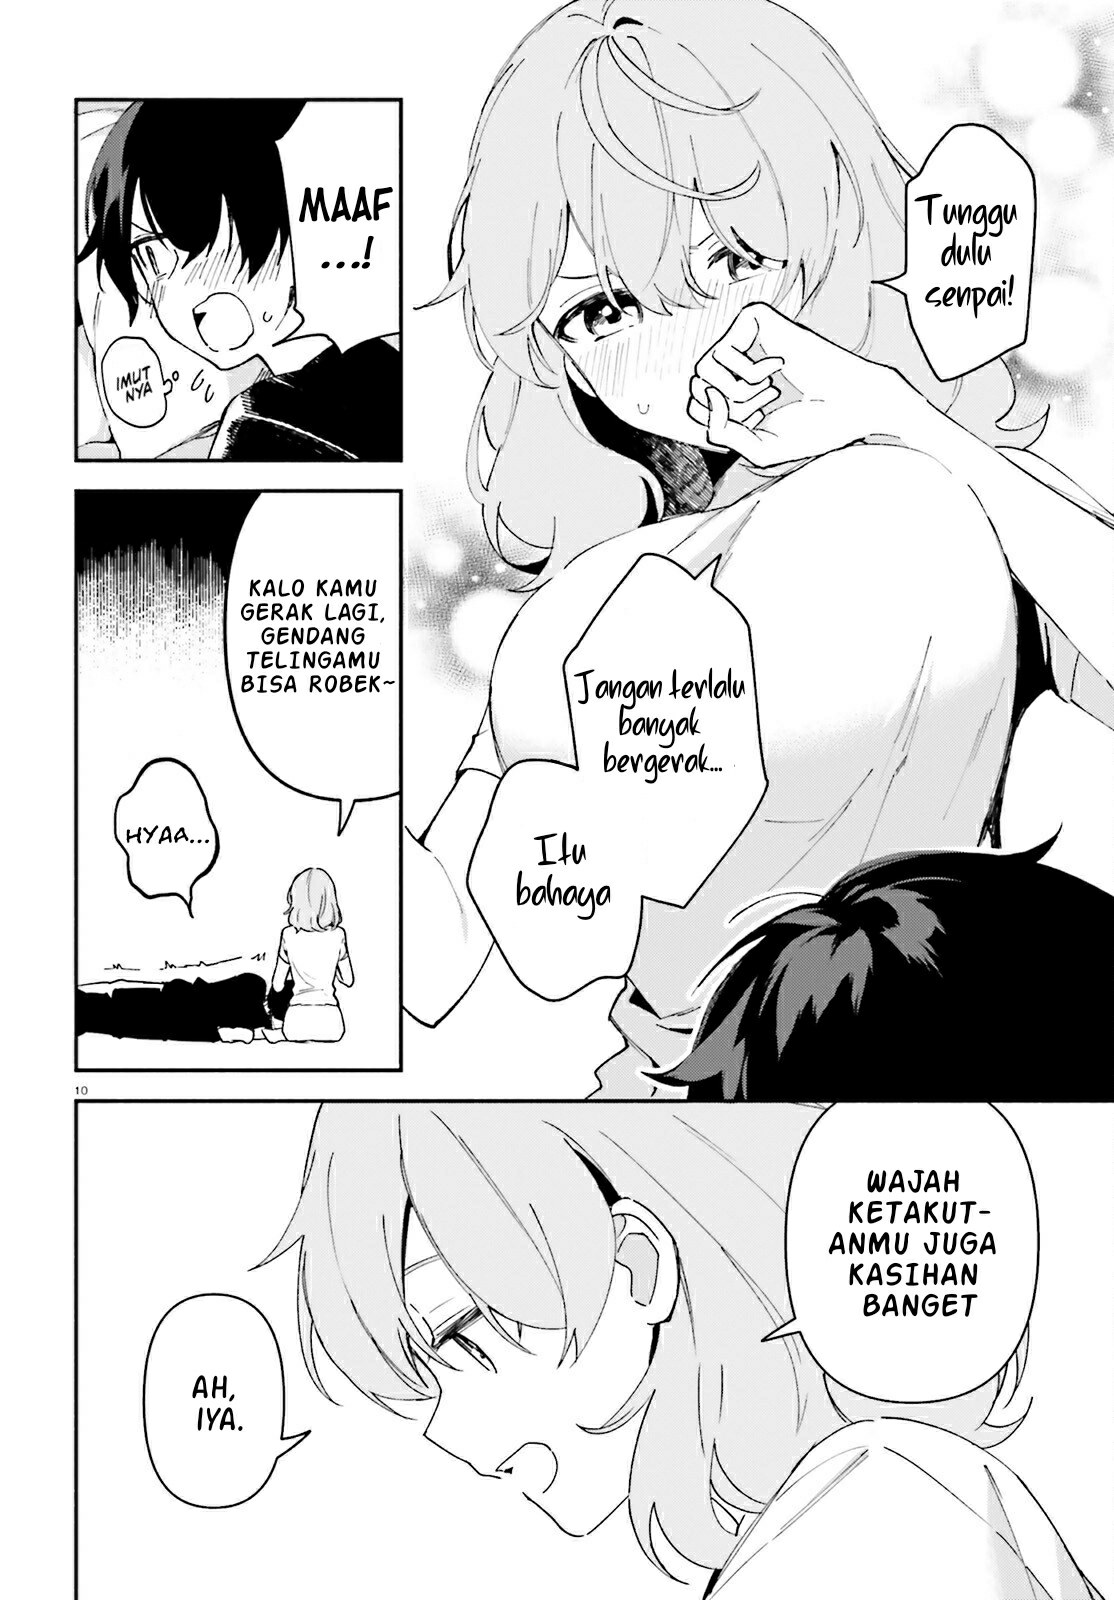 Tunggu
dulu
senpai!
Jangan terlalu
banyak
bergerak...
Itu
bahaya
MAAF
...!
IMUT
NYA
KALO KAMU
GERAK LAGI,
GENDANG
TELINGAMU
BISA ROBEK~
HYAA...
10
WAJAH
KETAKUT-
ANMU JUGA
KASIHAN
BANGET
AH,
IYA.